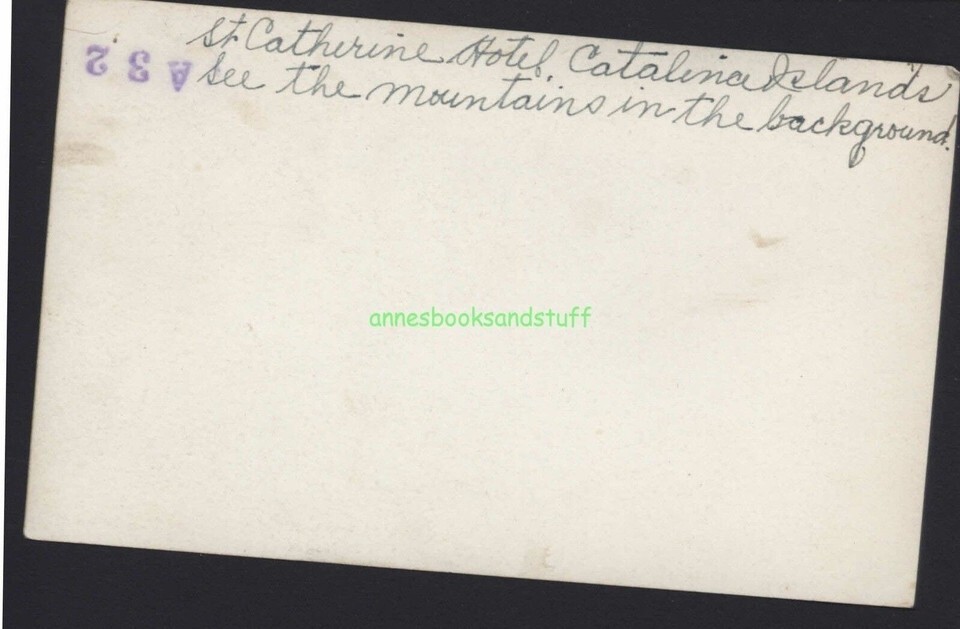 St. Catherine Hotel. Catalina Islands
See the mountains in the background.
A 3 2
annesbooksandstuff